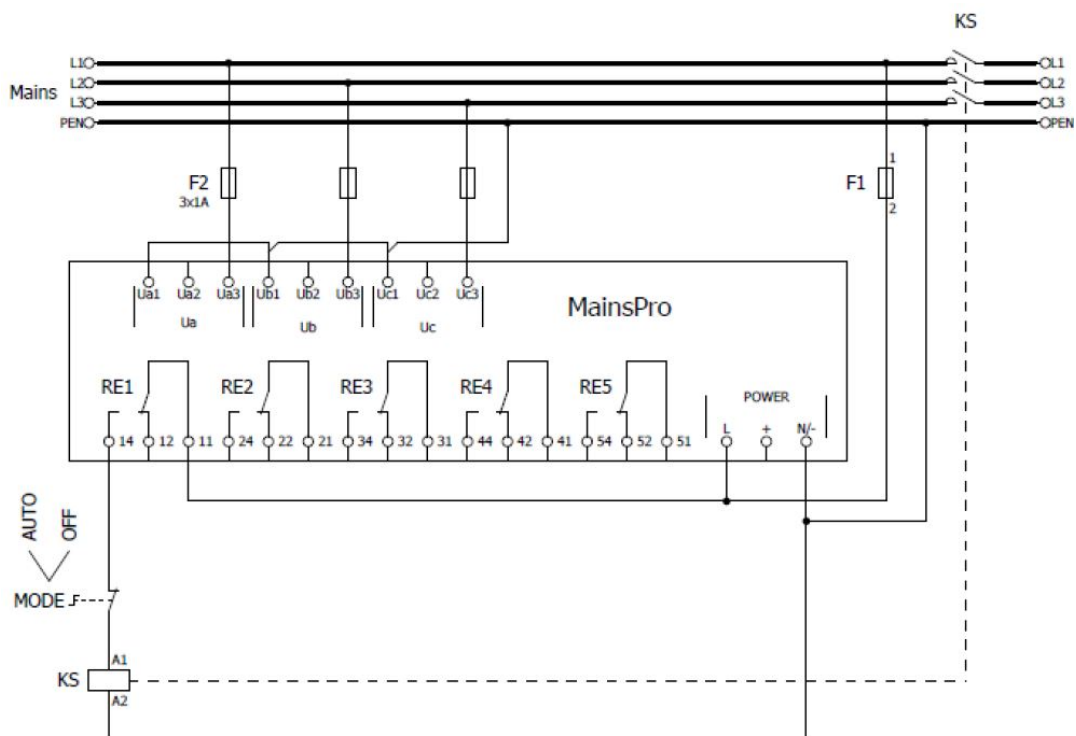 KS
L1 L1
L2 L2
Mains
L3 L3
PEN PEN
1
F2 F1
3x1A
2
Ua1 Ua2 Ua3 Ub1 Ub2 Ub3 Uc1 Uc2 Uc3
MainsPro
Ua Ub Uc
RE1 RE2 RE3 RE4 RE5
POWER
L + N/-
14 12 11 24 22 21 34 32 31 44 42 41 54 52 51
AUTO
OFF
MODE
A1
KS
A2